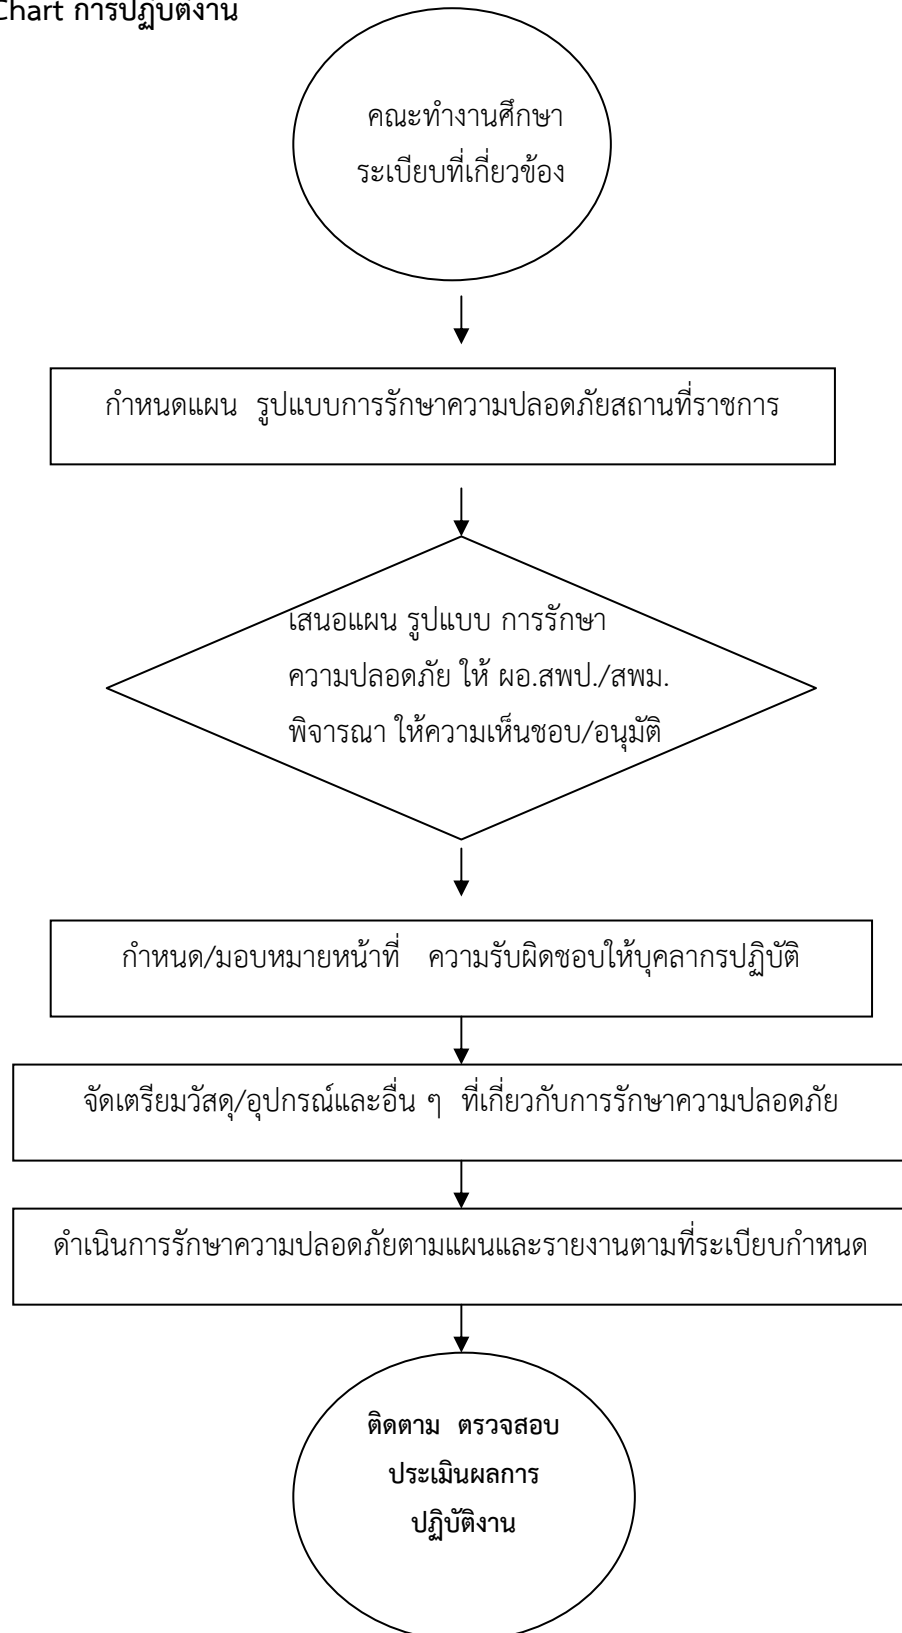 Chart การปฏิบัติงาน
คณะทำงานศึกษา
ระเบียบที่เกี่ยวข้อง
กำหนดแผน รูปแบบการรักษาความปลอดภัยสถานที่ราชการ
เสนอแผน รูปแบบ การรักษา
ความปลอดภัย ให้ ผอ.สพป./สพม.
พิจารณา ให้ความเห็นชอบ/อนุมัติ
กำหนด/มอบหมายหน้าที่ ความรับผิดชอบให้บุคลากรปฏิบัติ
จัดเตรียมวัสดุ/อุปกรณ์และอื่น ๆ ที่เกี่ยวกับการรักษาความปลอดภัย
ดำเนินการรักษาความปลอดภัยตามแผนและรายงานตามที่ระเบียบกำหนด
ติดตาม ตรวจสอบ
ประเมินผลการ
ปฏิบัติงาน